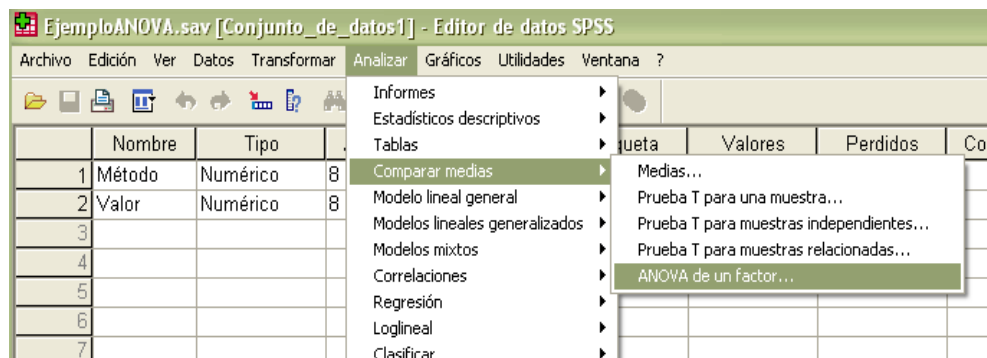 EjemploANOVA.sav [Conjunto_de_datos1] - Editor de datos SPSS
Archivo Edición Ver Datos Transformar Analizar Gráficos Utilidades Ventana ?
Informes
Estadísticos descriptivos
Nombre Tipo Tablas Valores Perdidos
1 Método Numérico 8 Comparar medias Medias...
2 Valor Numérico 8 Modelo lineal general Prueba T para una muestra...
3 Modelos lineales generalizados Prueba T para muestras independientes...
4 Modelos mixtos Prueba T para muestras relacionadas...
5 Correlaciones ANOVA de un factor...
Regresión
6 Loglineal
7 Clasificar